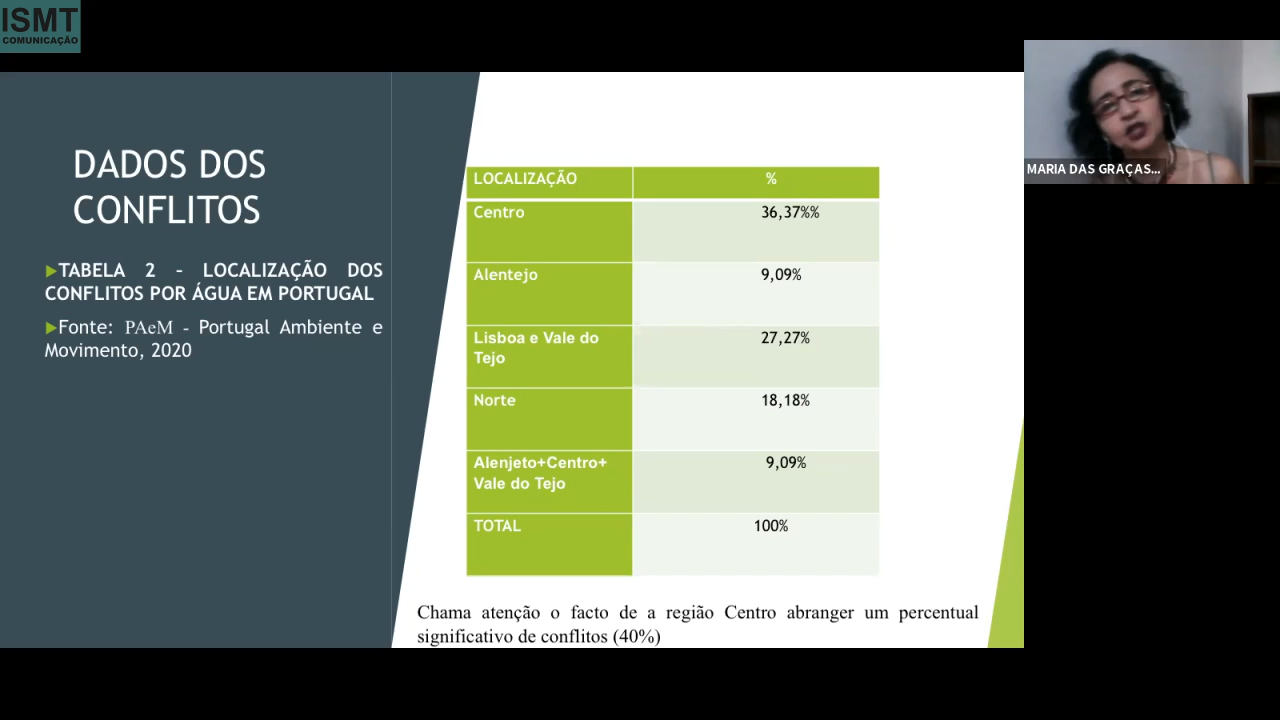 ISMT
COMUNICAÇÃO
DADOS DOS
CONFLITOS
TABELA 2 – LOCALIZAÇÃO DOS
CONFLITOS POR ÁGUA EM PORTUGAL
Fonte: PAeM - Portugal Ambiente e
Movimento, 2020
LOCALIZAÇÃO %
Centro 36,37%%
Alentejo 9,09%
Lisboa e Vale do
Tejo 27,27%
Norte 18,18%
Alenjeto+Centro+
Vale do Tejo 9,09%
TOTAL 100%
Chama atenção o facto de a região Centro abranger um percentual
significativo de conflitos (40%)
MARIA DAS GRAÇAS...